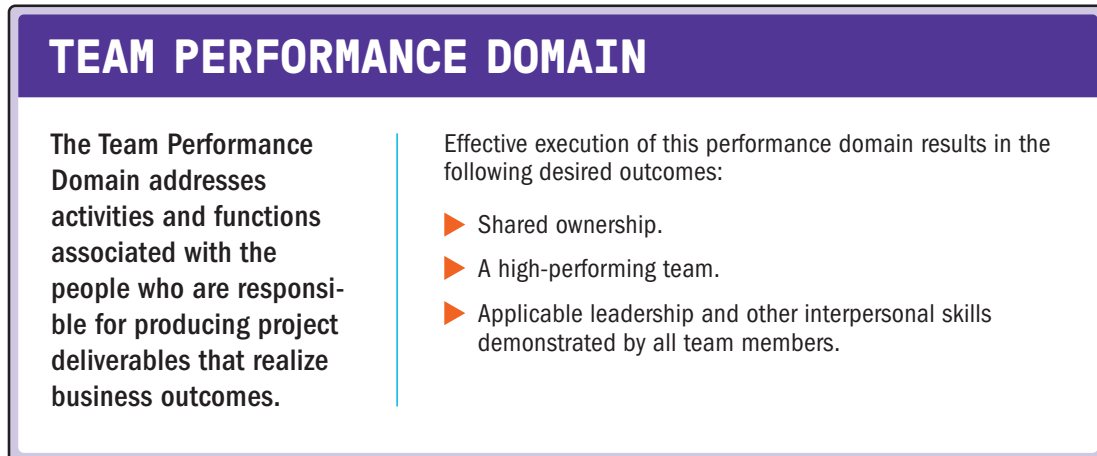 TEAM PERFORMANCE DOMAIN
The Team Performance
Domain addresses
activities and functions
associated with the
people who are responsi-
ble for producing project
deliverables that realize
business outcomes.
Effective execution of this performance domain results in the
following desired outcomes:
Shared ownership.
A high-performing team.
Applicable leadership and other interpersonal skills
demonstrated by all team members.